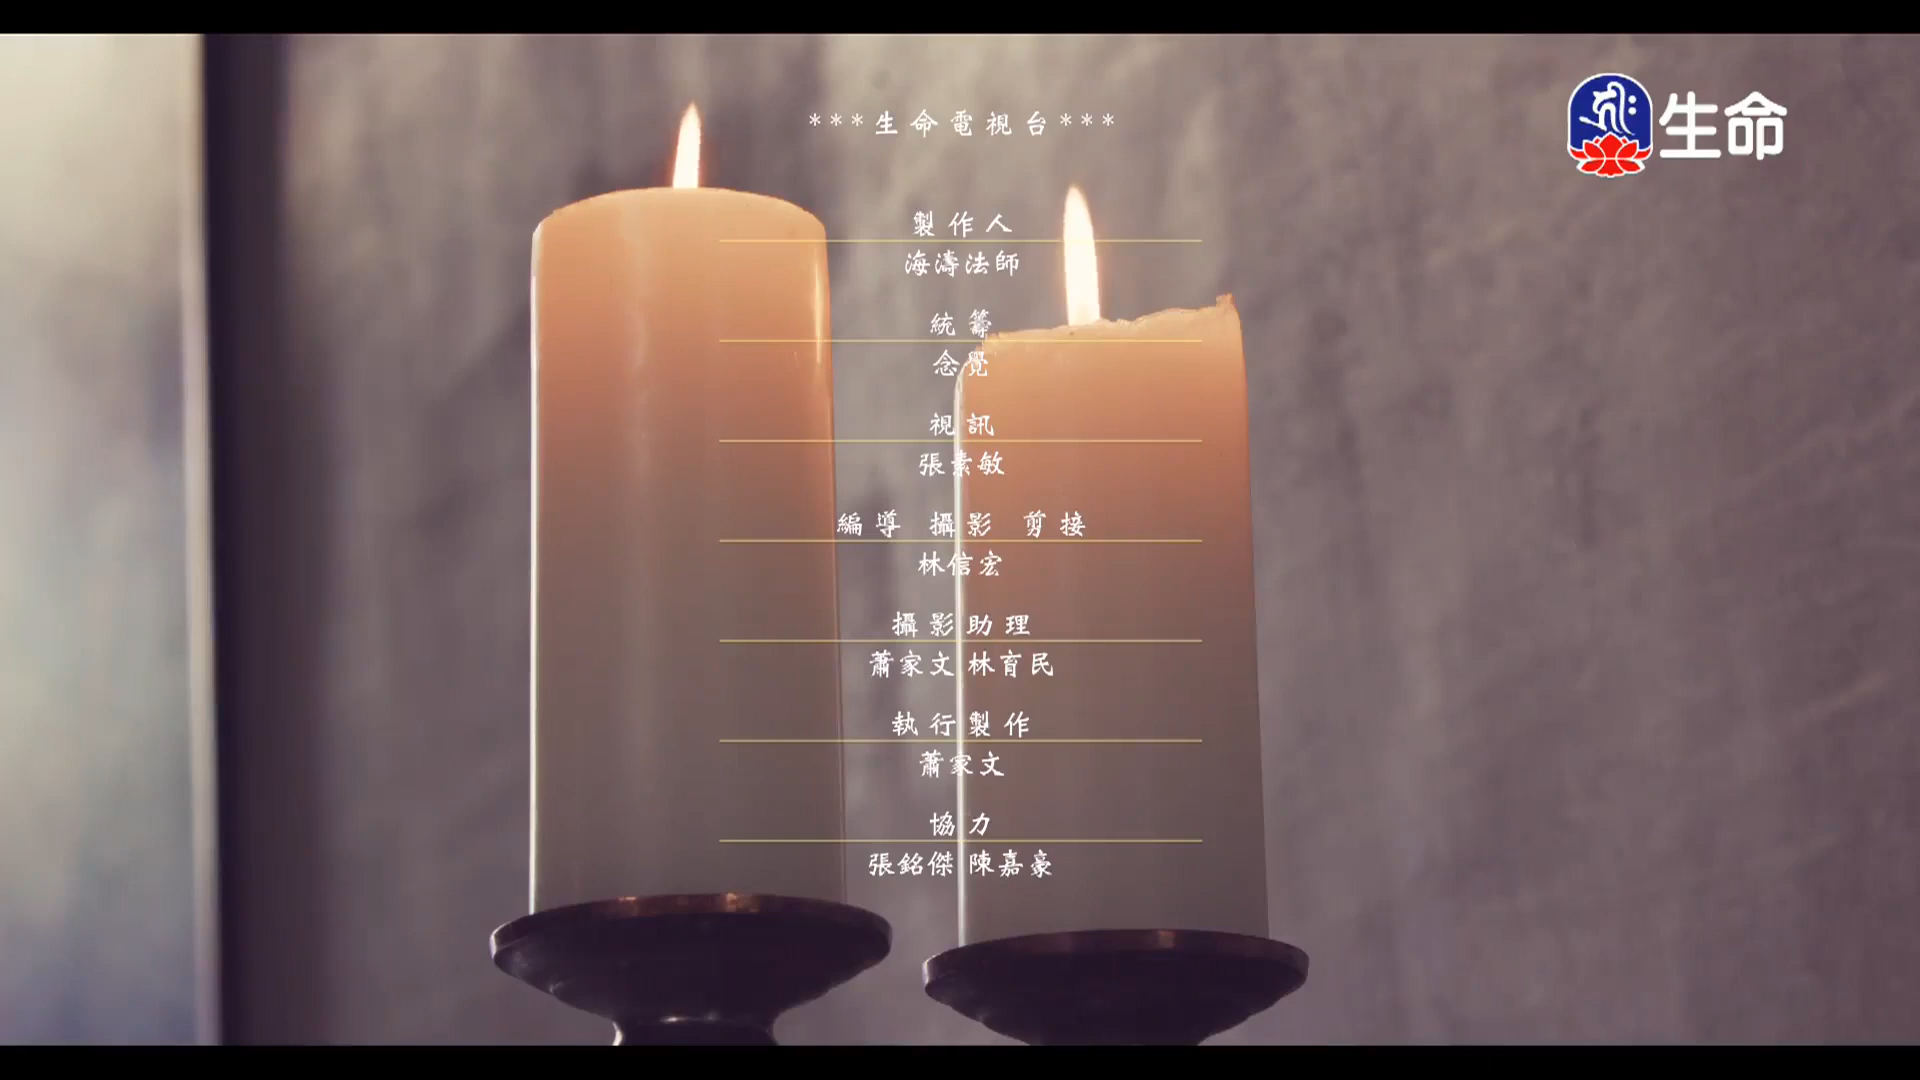 ***生命電視台***
生命
製作人
海濤法師
統籌
念覺
視訊
張素敏
編導 攝影 剪接
林信宏
攝影助理
蕭家文 林育民
執行製作
蕭家文
協力
張銘傑 陳嘉豪